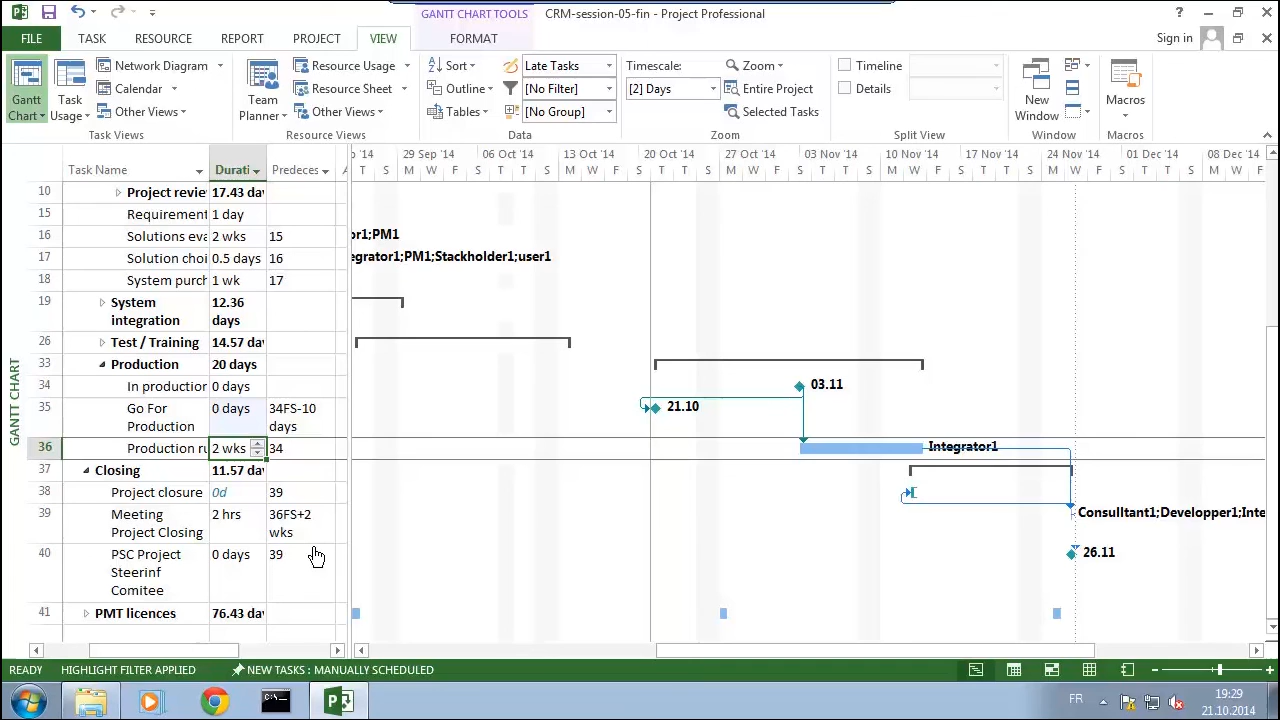 GANTT CHART TOOLS
CRM-session-05-fin - Project Professional
?
FILE TASK RESOURCE REPORT PROJECT VIEW FORMAT
Sign in
Gantt Chart
Task Usage
Network Diagram
Calendar
Other Views
Task Views
Team Planner
Resource Usage
Resource Sheet
Other Views
Resource Views
Sort
Outline
Tables
Late Tasks
[No Filter]
[No Group]
Data
Timescale:
[2] Days
Zoom
Entire Project
Selected Tasks
Zoom
Timeline
Details
Split View
New Window
Window
Macros
Macros
Task Name Durati Predeces
'14 29 Sep '14 06 Oct '14 13 Oct '14 20 Oct '14 27 Oct '14 03 Nov '14 10 Nov '14 17 Nov '14 24 Nov '14 01 Dec '14 08 Dec '14
T S M W F S T T S M W F S T T S M W F S T T S M W F S T T S M W F
10 Project revie 17.43 da
15 Requirement 1 day
16 Solutions eva 2 wks 15 or1;PM1
17 Solution choi 0.5 days 16 egrator1;PM1;Stackholder1;user1
18 System purch 1 wk 17
19 System integration 12.36 days
26 Test / Training 14.57 da
33 Production 20 days
34 In production 0 days 03.11
35 Go For Production 0 days 34FS-10 days 21.10
36 Production ru 2 wks 34 Integrator1
37 Closing 11.57 da
38 Project closure 0d 39
39 Meeting Project Closing 2 hrs 36FS+2 wks Consulltant1;Developper1;Inte
40 PSC Project Steerinf Comitee 0 days 39 26.11
41 PMT licences 76.43 da
GANTT CHART
READY HIGHLIGHT FILTER APPLIED NEW TASKS : MANUALLY SCHEDULED
FR
19:29
21.10.2014